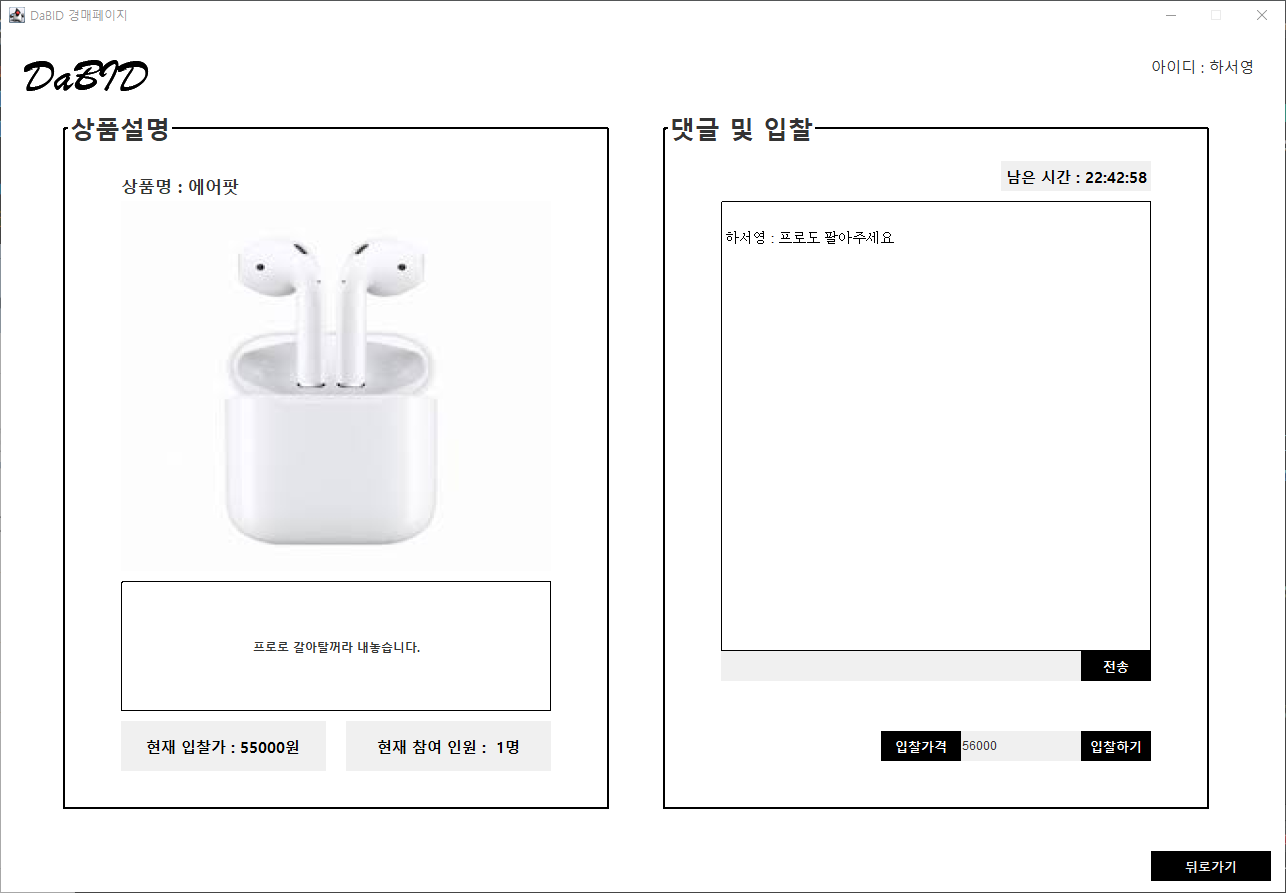 DaBID 경매페이지
DaBID
아이디 : 하서영
상품설명
상품명 : 에어팟
프로로 갈아탈꺼라 내놓습니다.
현재 입찰가 : 55000원
현재 참여 인원 : 1명
댓글 및 입찰
남은 시간 : 22:42:58
하서영 : 프로도 팔아주세요
전송
입찰가격
56000
입찰하기
뒤로가기